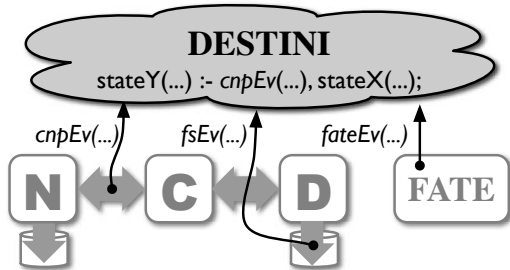 DESTINI
stateY(...) :- cnpEv(...), stateX(...);
cnpEv(...) fsEv(...) fateEv(...)
N C D FATE